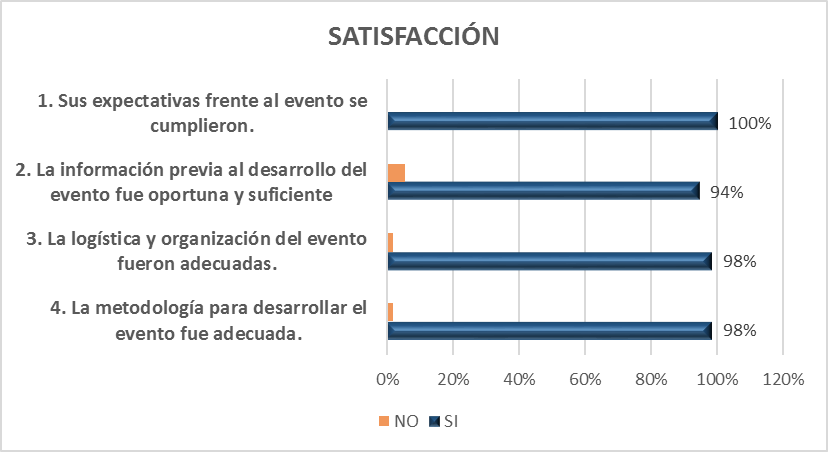 SATISFACCIÓN
1. Sus expectativas frente al evento se
cumplieron.
100%
2. La información previa al desarrollo del
evento fue oportuna y suficiente
94%
3. La logística y organización del evento
fueron adecuadas.
98%
4. La metodología para desarrollar el
evento fue adecuada.
98%
0% 20% 40% 60% 80% 100% 120%
NO SI